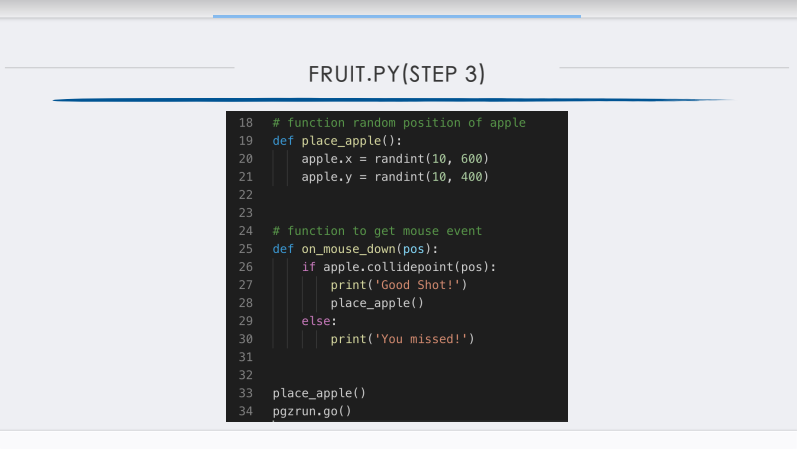 FRUIT.PY(STEP 3)
18 # function random position of apple
19 def place_apple():
20     apple.x = randint(10, 600)
21     apple.y = randint(10, 400)
22
23
24 # function to get mouse event
25 def on_mouse_down(pos):
26     if apple.collidepoint(pos):
27         print('Good Shot!')
28         place_apple()
29     else:
30         print('You missed!')
31
32
33 place_apple()
34 pgzrun.go()